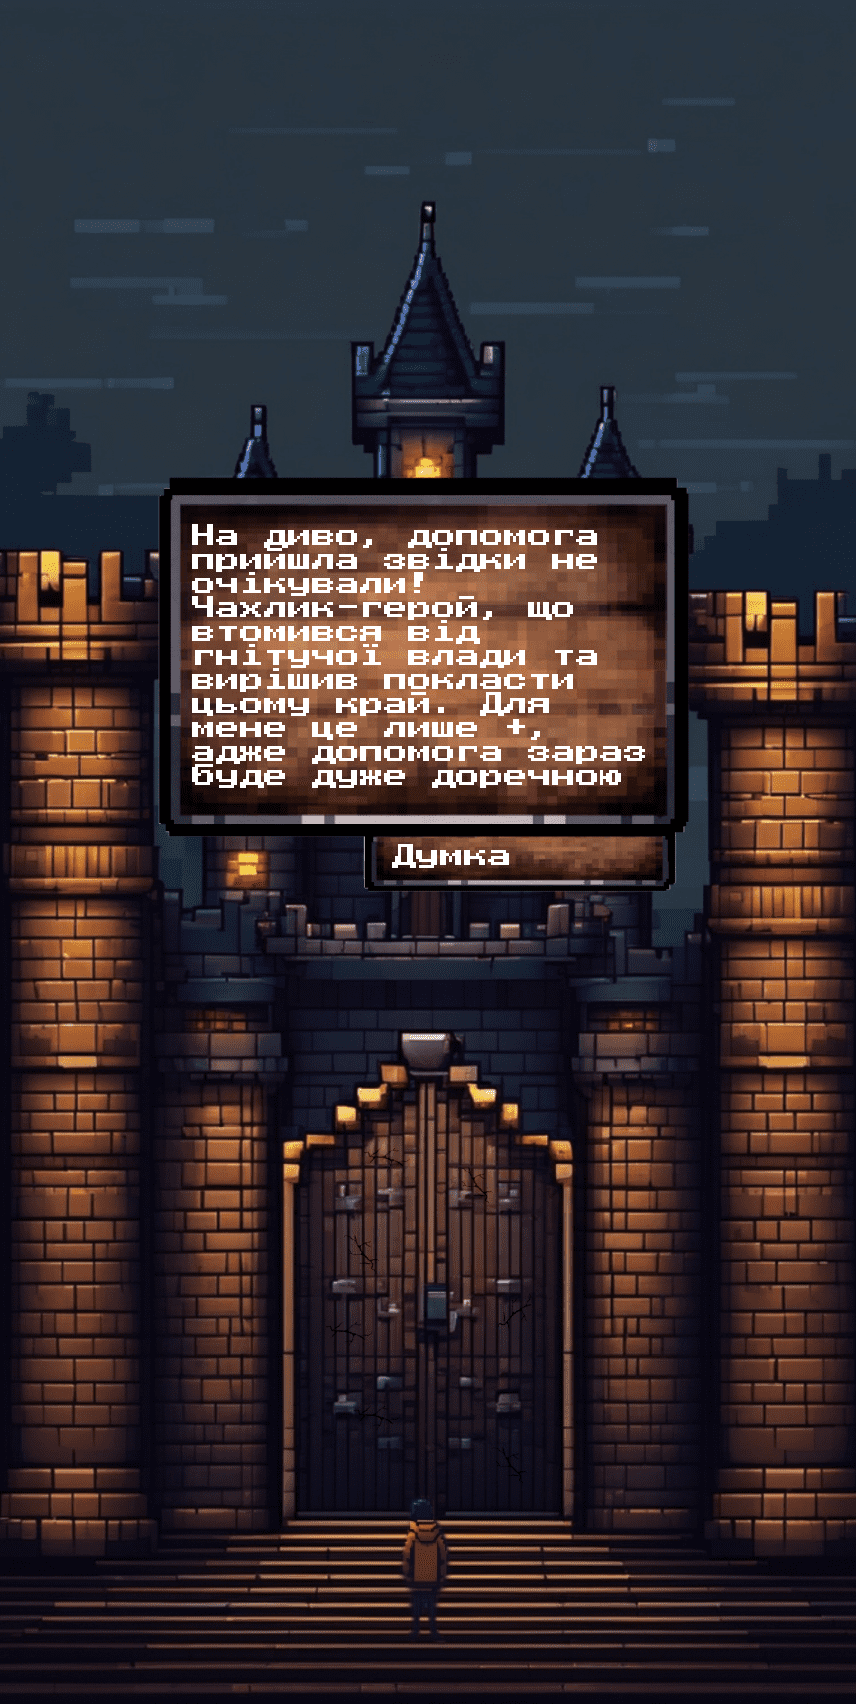 На диво, допомога
прийшла звідки не
очікували!
Чахлик-герой, що
втомився від
гнітучої влади та
вирішив покласти
цьому край. Для
мене це лише +,
адже допомога зараз
буде дуже доречною
Думка